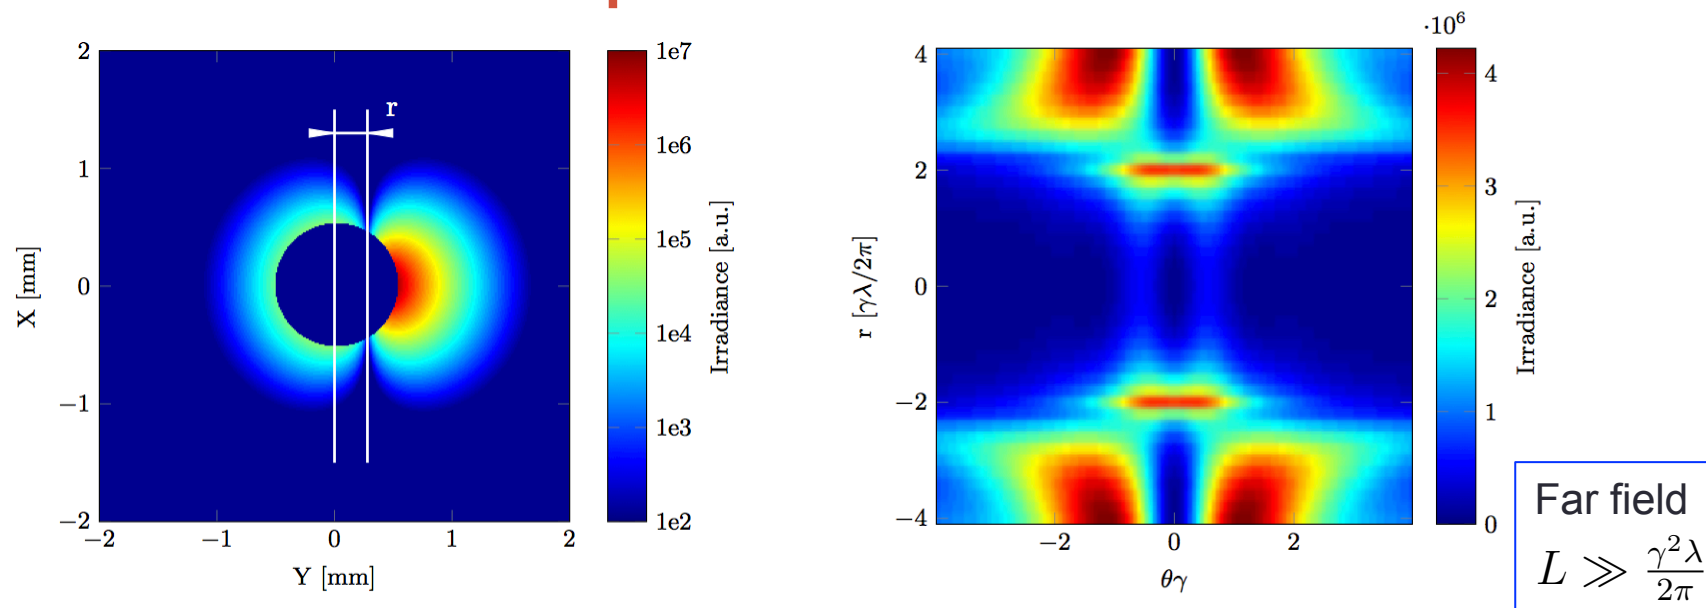 2
1
0
−1
−2
−2
−1
0
1
2
X [mm]
Y [mm]
r
1e7
1e6
1e5
1e4
1e3
1e2
Irradiance [a.u.]
4
2
0
−2
−4
−2
0
2
r [γλ/2π]
θγ
·10⁶
4
3
2
1
0
Irradiance [a.u.]
Far field
L ≫ γ²λ/2π